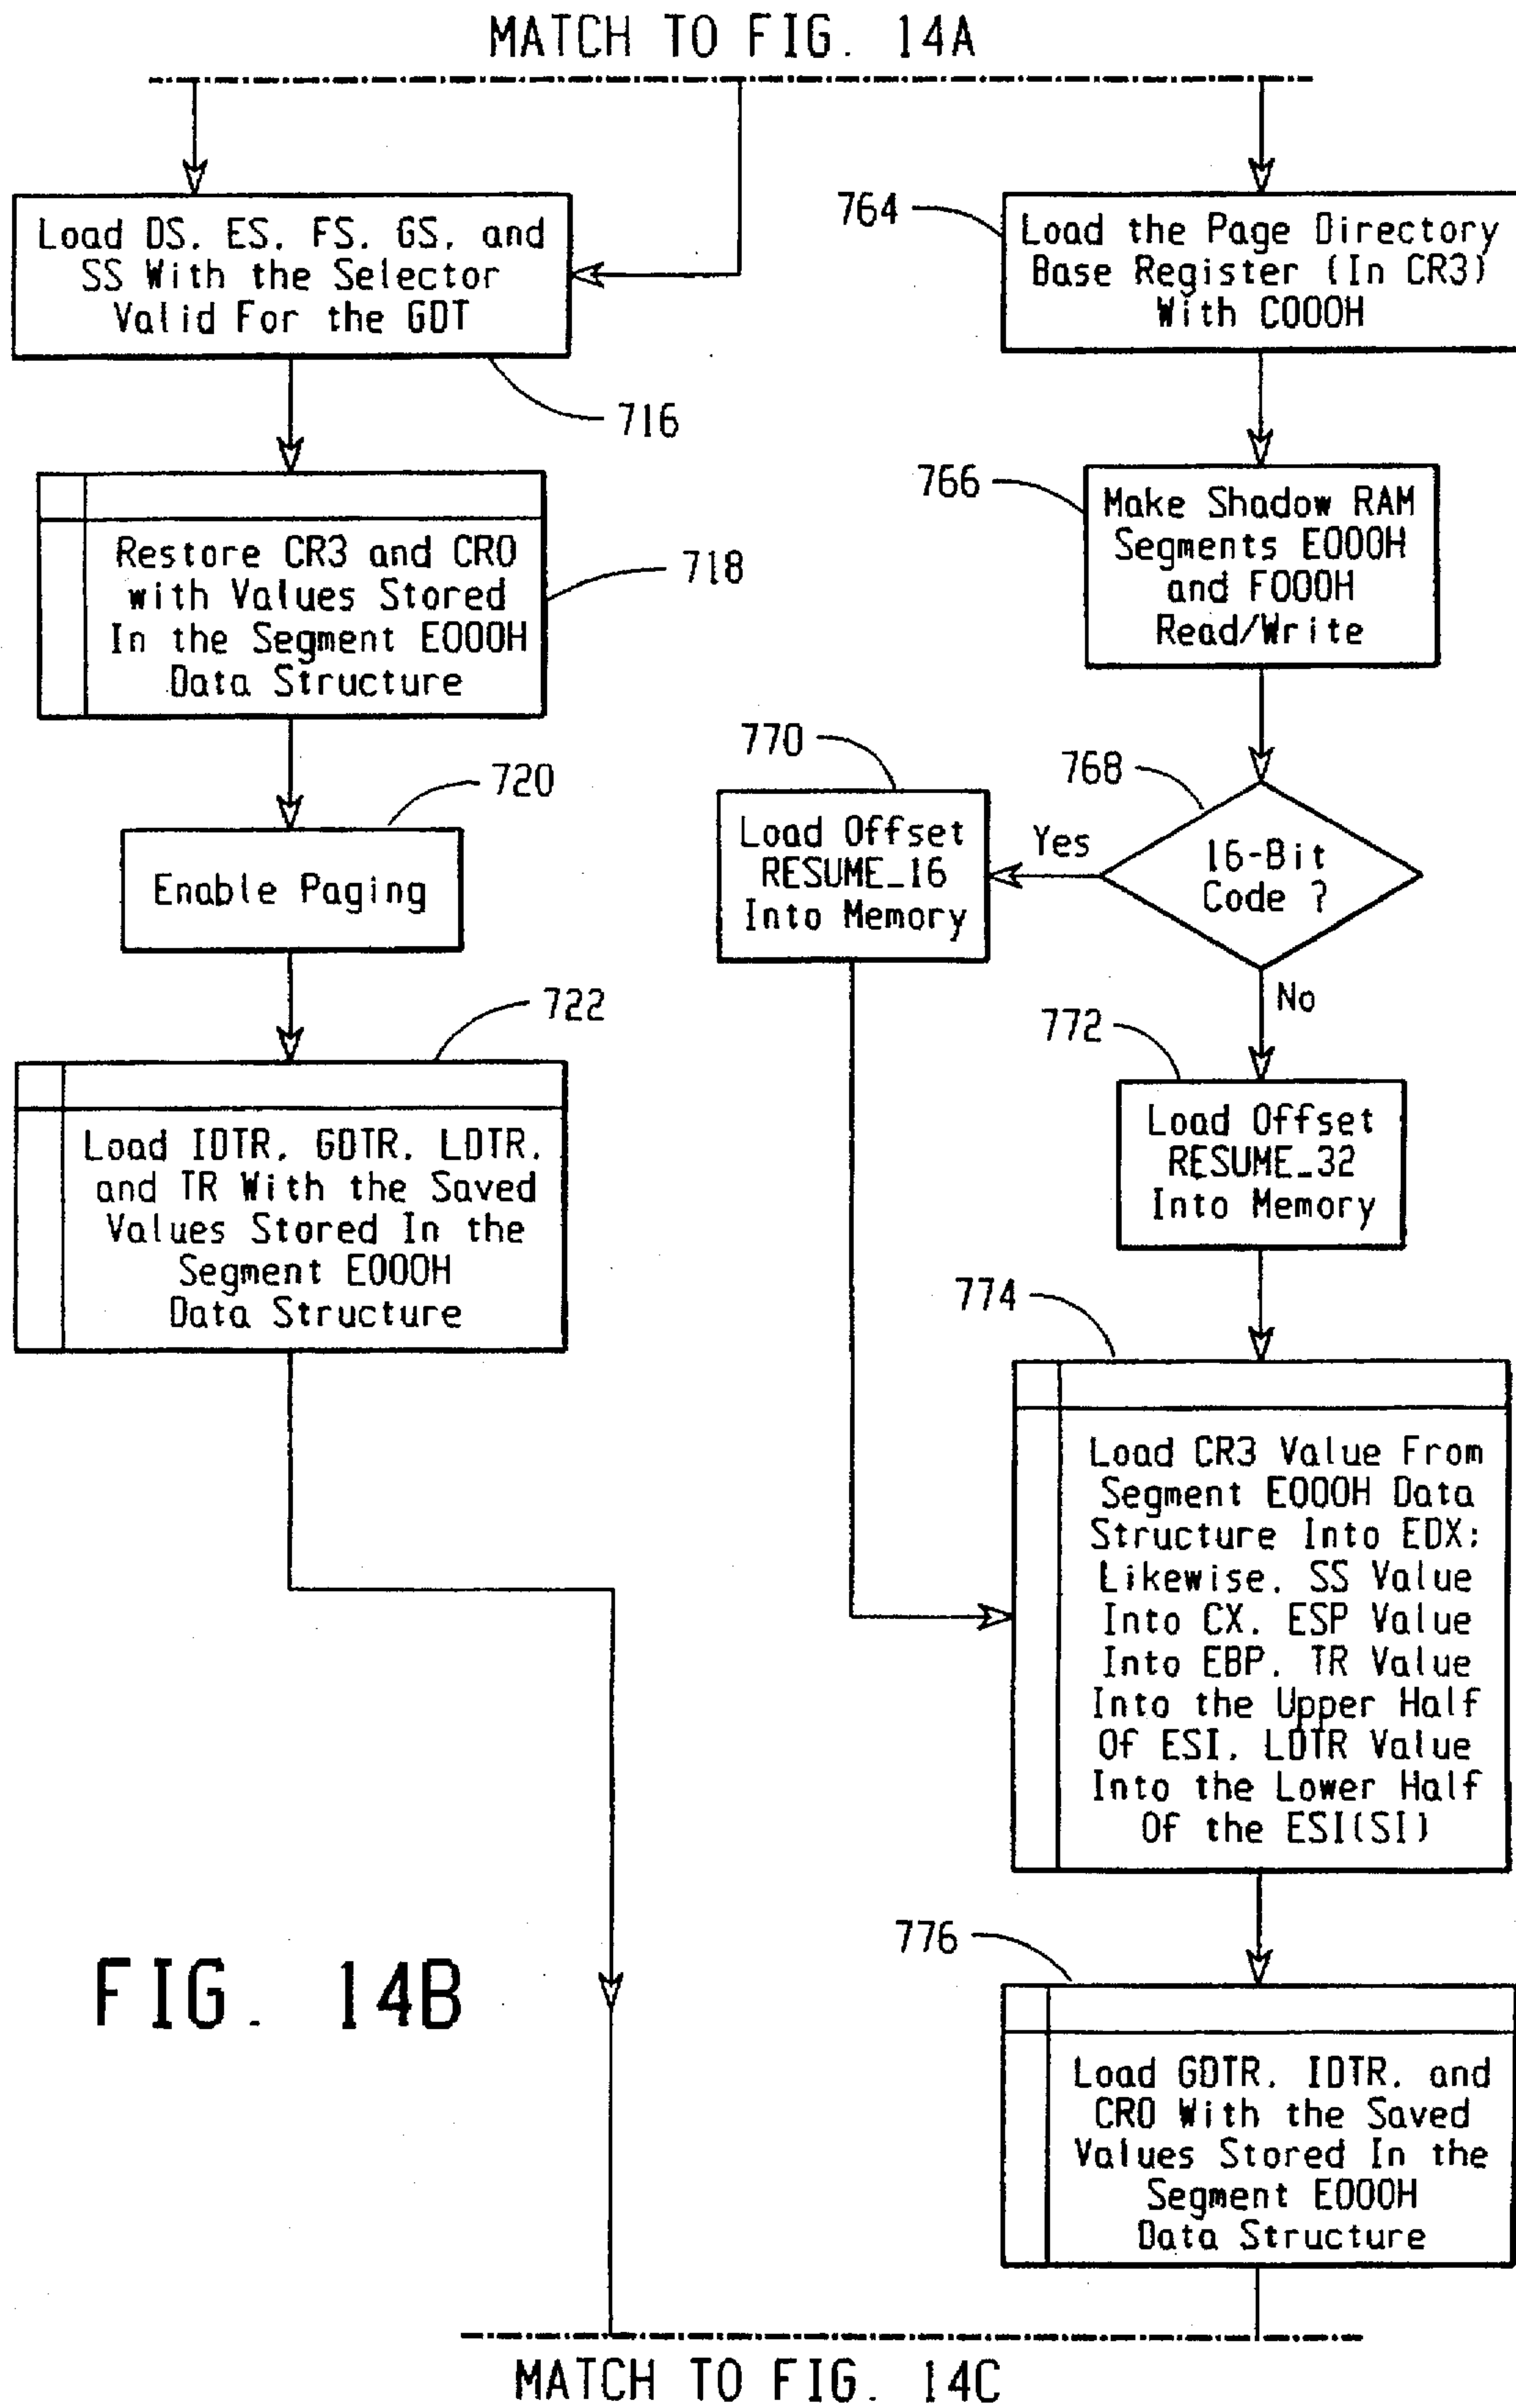 MATCH TO FIG. 14A
Load DS, ES, FS, GS, and
SS With the Selector
Valid For the GDT
716
Restore CR3 and CR0
with Values Stored
In the Segment E000H
Data Structure
718
720
Enable Paging
722
Load IDTR, GDTR, LDTR,
and TR With the Saved
Values Stored In the
Segment E000H
Data Structure
764
Load the Page Directory
Base Register (In CR3)
With C000H
766
Make Shadow RAM
Segments E000H
and F000H
Read/Write
768
16-Bit
Code ?
Yes
770
Load Offset
RESUME_16
Into Memory
No
772
Load Offset
RESUME_32
Into Memory
774
Load CR3 Value From
Segment E000H Data
Structure Into EDX;
Likewise, SS Value
Into CX, ESP Value
Into EBP, TR Value
Into the Upper Half
Of ESI, LDTR Value
Into the Lower Half
Of the ESI(SI)
776
Load GDTR, IDTR, and
CR0 With the Saved
Values Stored In the
Segment E000H
Data Structure
FIG. 14B
MATCH TO FIG. 14C